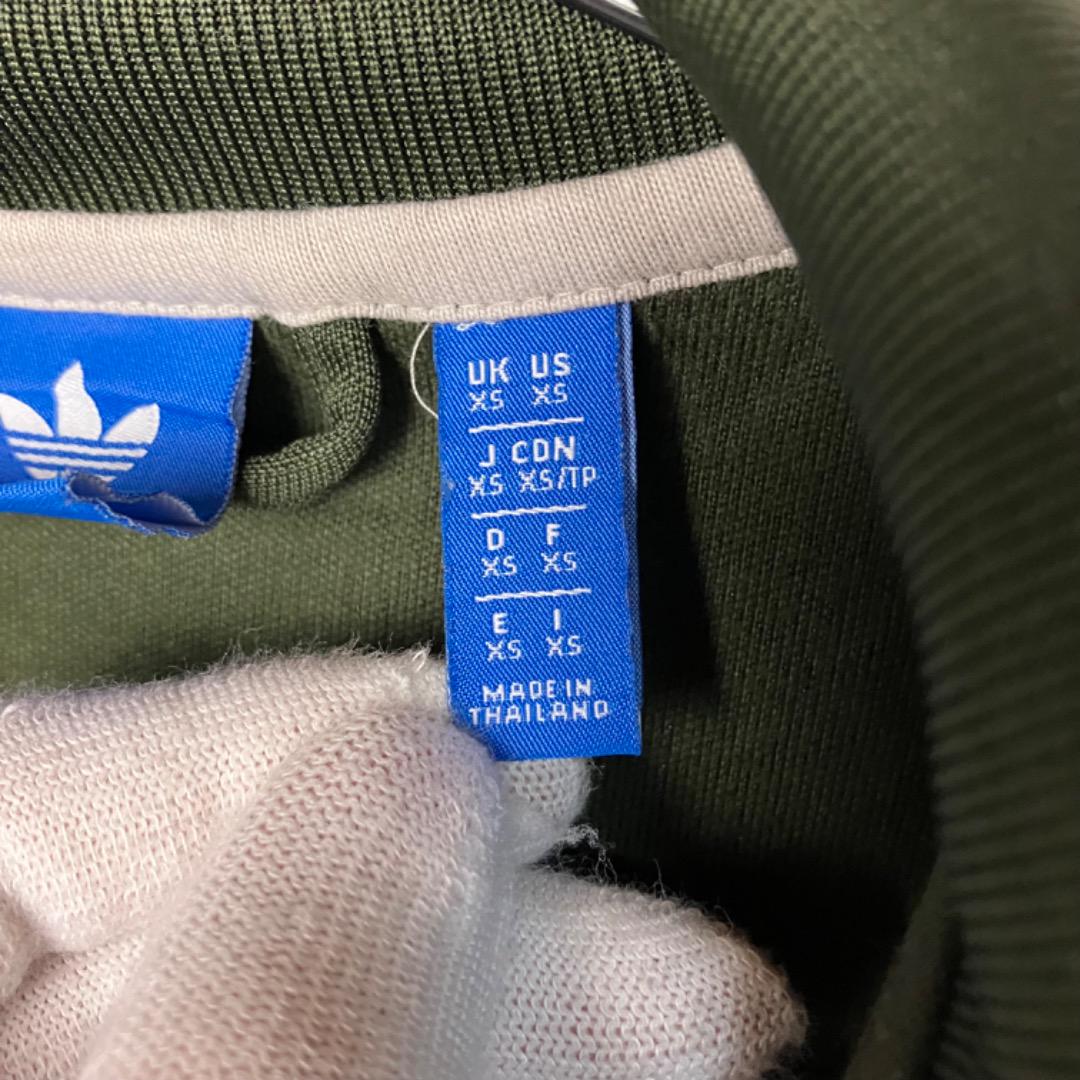 UK US
XS XS
J CDN
XS XS/TP
D F
XS XS
E I
XS XS
MADE IN
THAILAND